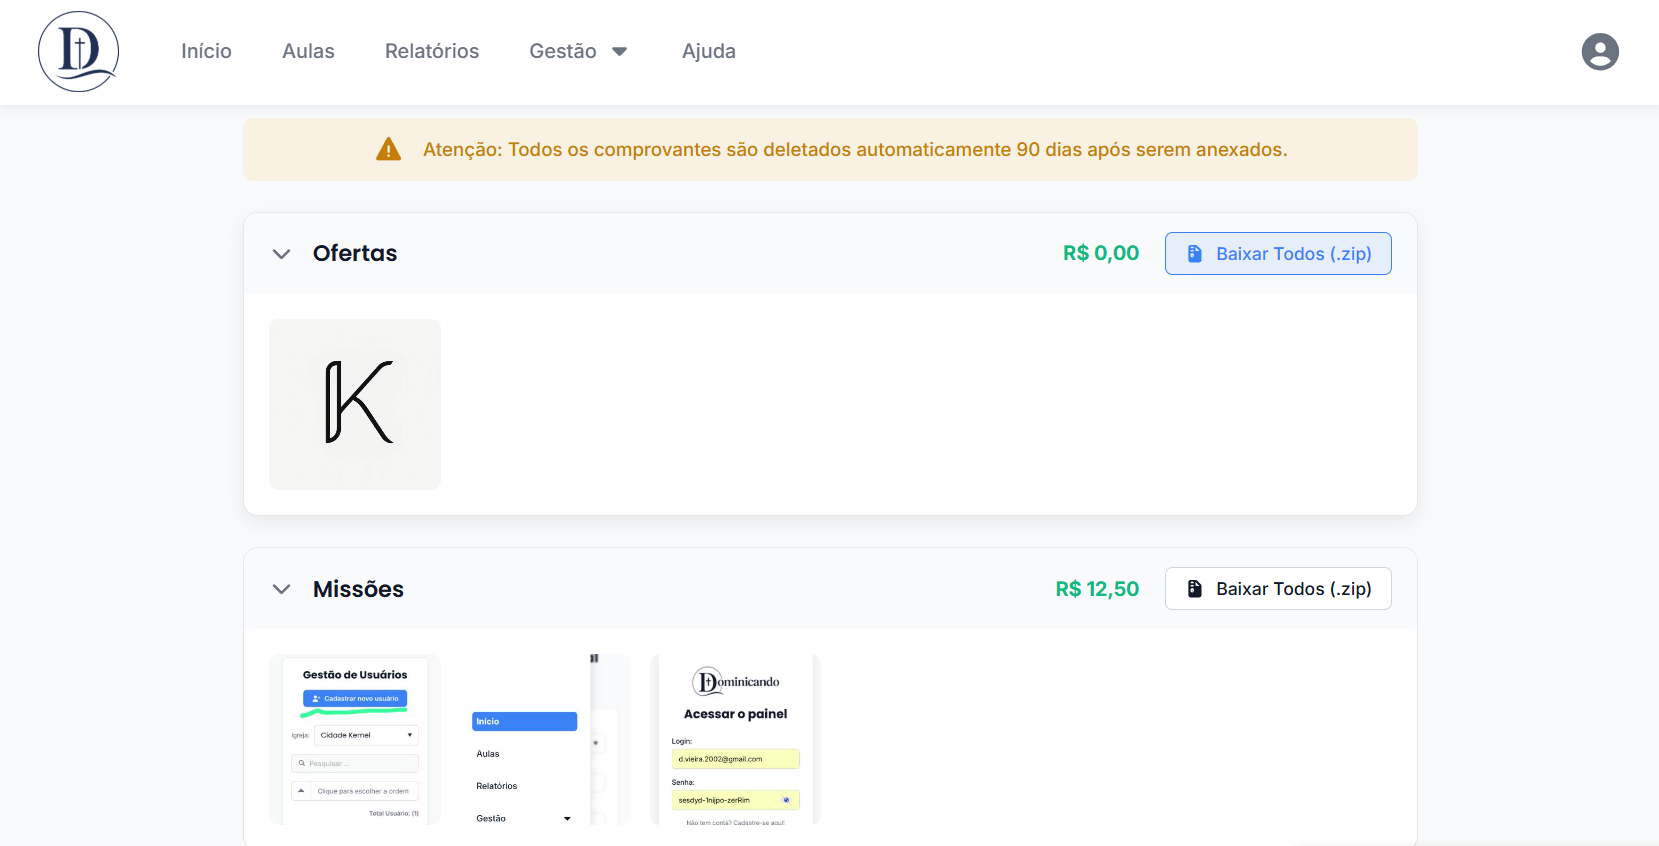 D
Início Aulas Relatórios Gestão Ajuda
Atenção: Todos os comprovantes são deletados automaticamente 90 dias após serem anexados.
Ofertas R$ 0,00 Baixar Todos (.zip)
K
Missões R$ 12,50 Baixar Todos (.zip)
Gestão de Usuários
Cadastrar novo usuário
Igreja: Cidade Kemel
Pesquisar ...
Clique para escolher a ordem
Total Usuário: (1)
Início
Aulas
Relatórios
Gestão
Dominicando
Acessar o painel
Login:
d.vieira.2002@gmail.com
Senha:
sesdyd-1nijpo-zerRim
Não tem conta? Cadastre-se aqui!